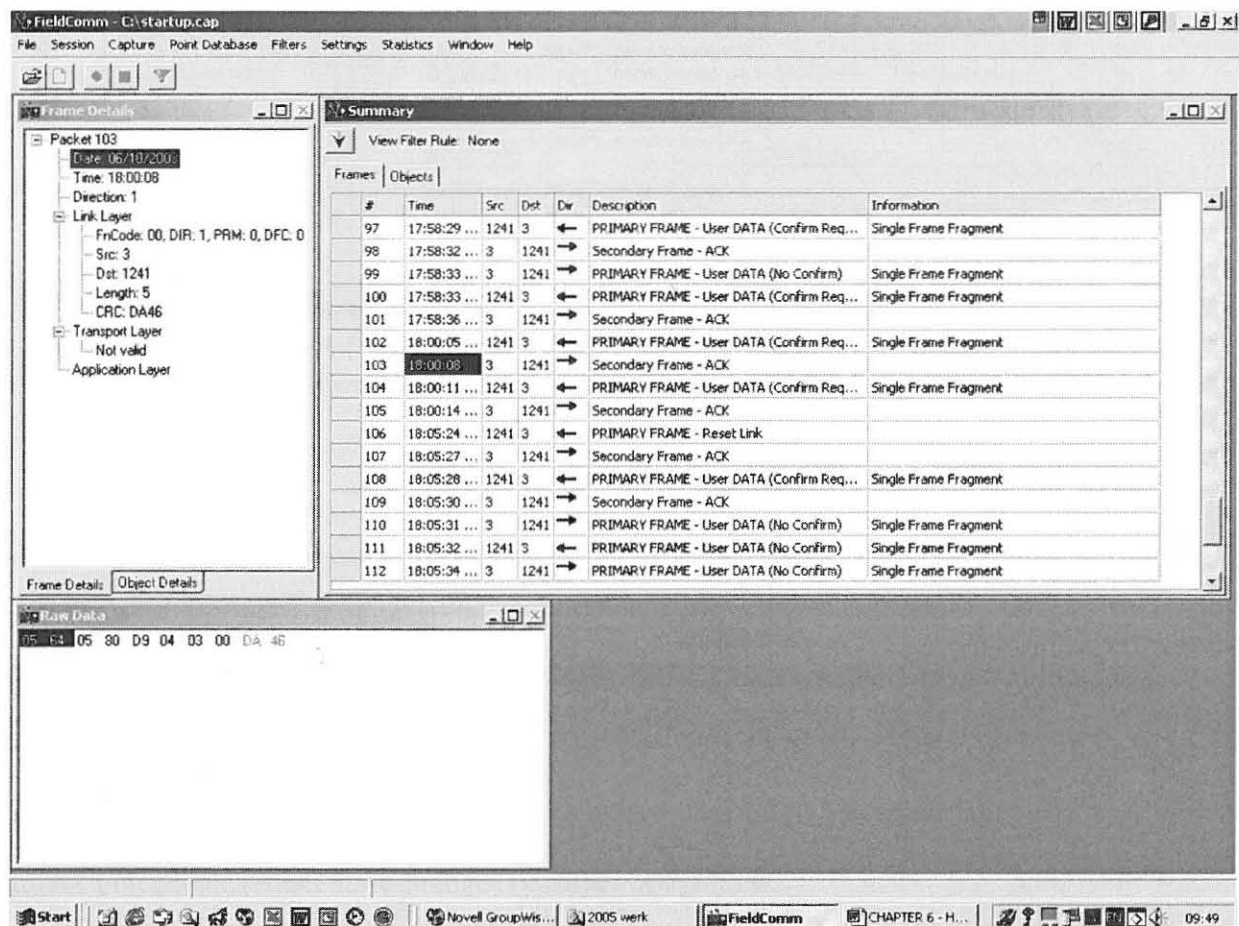 FieldComm - C:\startup.cap
File Session Capture Point Database Filters Settings Statistics Window Help
Frame Details
Packet 103
Time: 18:00:08
Direction: 1
Link Layer
FnCode: 00, DIR: 1, PRM: 0, DFC: 0
Src: 3
Dst: 1241
Length: 5
CRC: DA46
Transport Layer
Not valid
Application Layer
Frame Details Object Details
Summary
View Filter Rule: None
Frames Objects
# Time Src Dst Dir Description Information
97 17:58:29 ... 1241 3 PRIMARY FRAME - User DATA (Confirm Req... Single Frame Fragment
98 17:58:32 ... 3 1241 Secondary Frame - ACK
99 17:58:33 ... 3 1241 PRIMARY FRAME - User DATA (No Confirm) Single Frame Fragment
100 17:58:33 ... 1241 3 PRIMARY FRAME - User DATA (Confirm Req... Single Frame Fragment
101 17:58:36 ... 3 1241 Secondary Frame - ACK
102 18:00:05 ... 1241 3 PRIMARY FRAME - User DATA (Confirm Req... Single Frame Fragment
103 18:00:08 3 1241 Secondary Frame - ACK
104 18:00:11 ... 1241 3 PRIMARY FRAME - User DATA (Confirm Req... Single Frame Fragment
105 18:00:14 ... 3 1241 Secondary Frame - ACK
106 18:05:24 ... 1241 3 PRIMARY FRAME - Reset Link
107 18:05:27 ... 3 1241 Secondary Frame - ACK
108 18:05:28 ... 1241 3 PRIMARY FRAME - User DATA (Confirm Req... Single Frame Fragment
109 18:05:30 ... 3 1241 Secondary Frame - ACK
110 18:05:31 ... 3 1241 PRIMARY FRAME - User DATA (No Confirm) Single Frame Fragment
111 18:05:32 ... 1241 3 PRIMARY FRAME - User DATA (No Confirm) Single Frame Fragment
112 18:05:34 ... 3 1241 PRIMARY FRAME - User DATA (No Confirm) Single Frame Fragment
Raw Data
05 64 05 80 D9 04 03 00 DA 46
Start Novell GroupWis... 2005 werk FieldComm CHAPTER 6 - H... EN 09:49